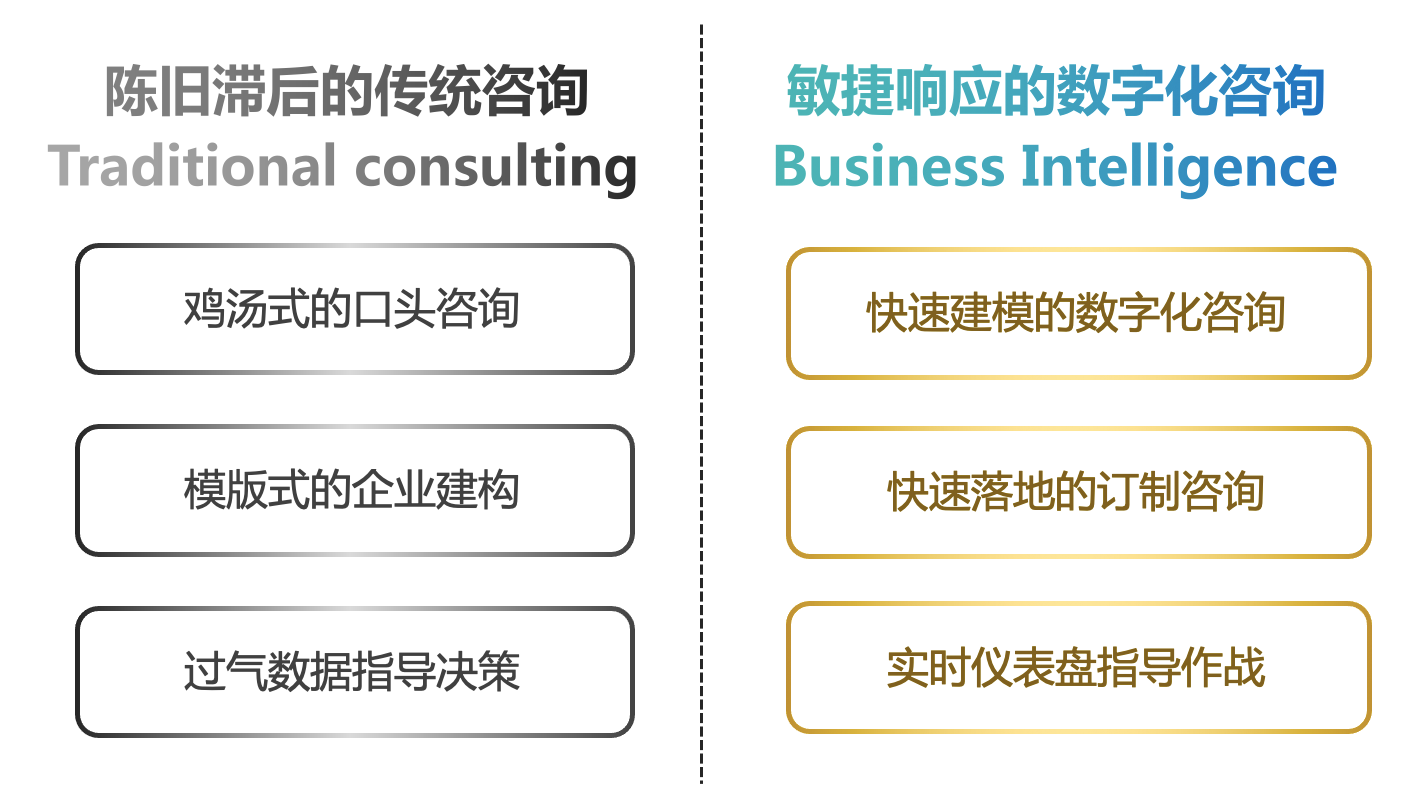 陈旧滞后的传统咨询
Traditional consulting
鸡汤式的口头咨询
模版式的企业建构
过气数据指导决策
敏捷响应的数字化咨询
Business Intelligence
快速建模的数字化咨询
快速落地的订制咨询
实时仪表盘指导作战